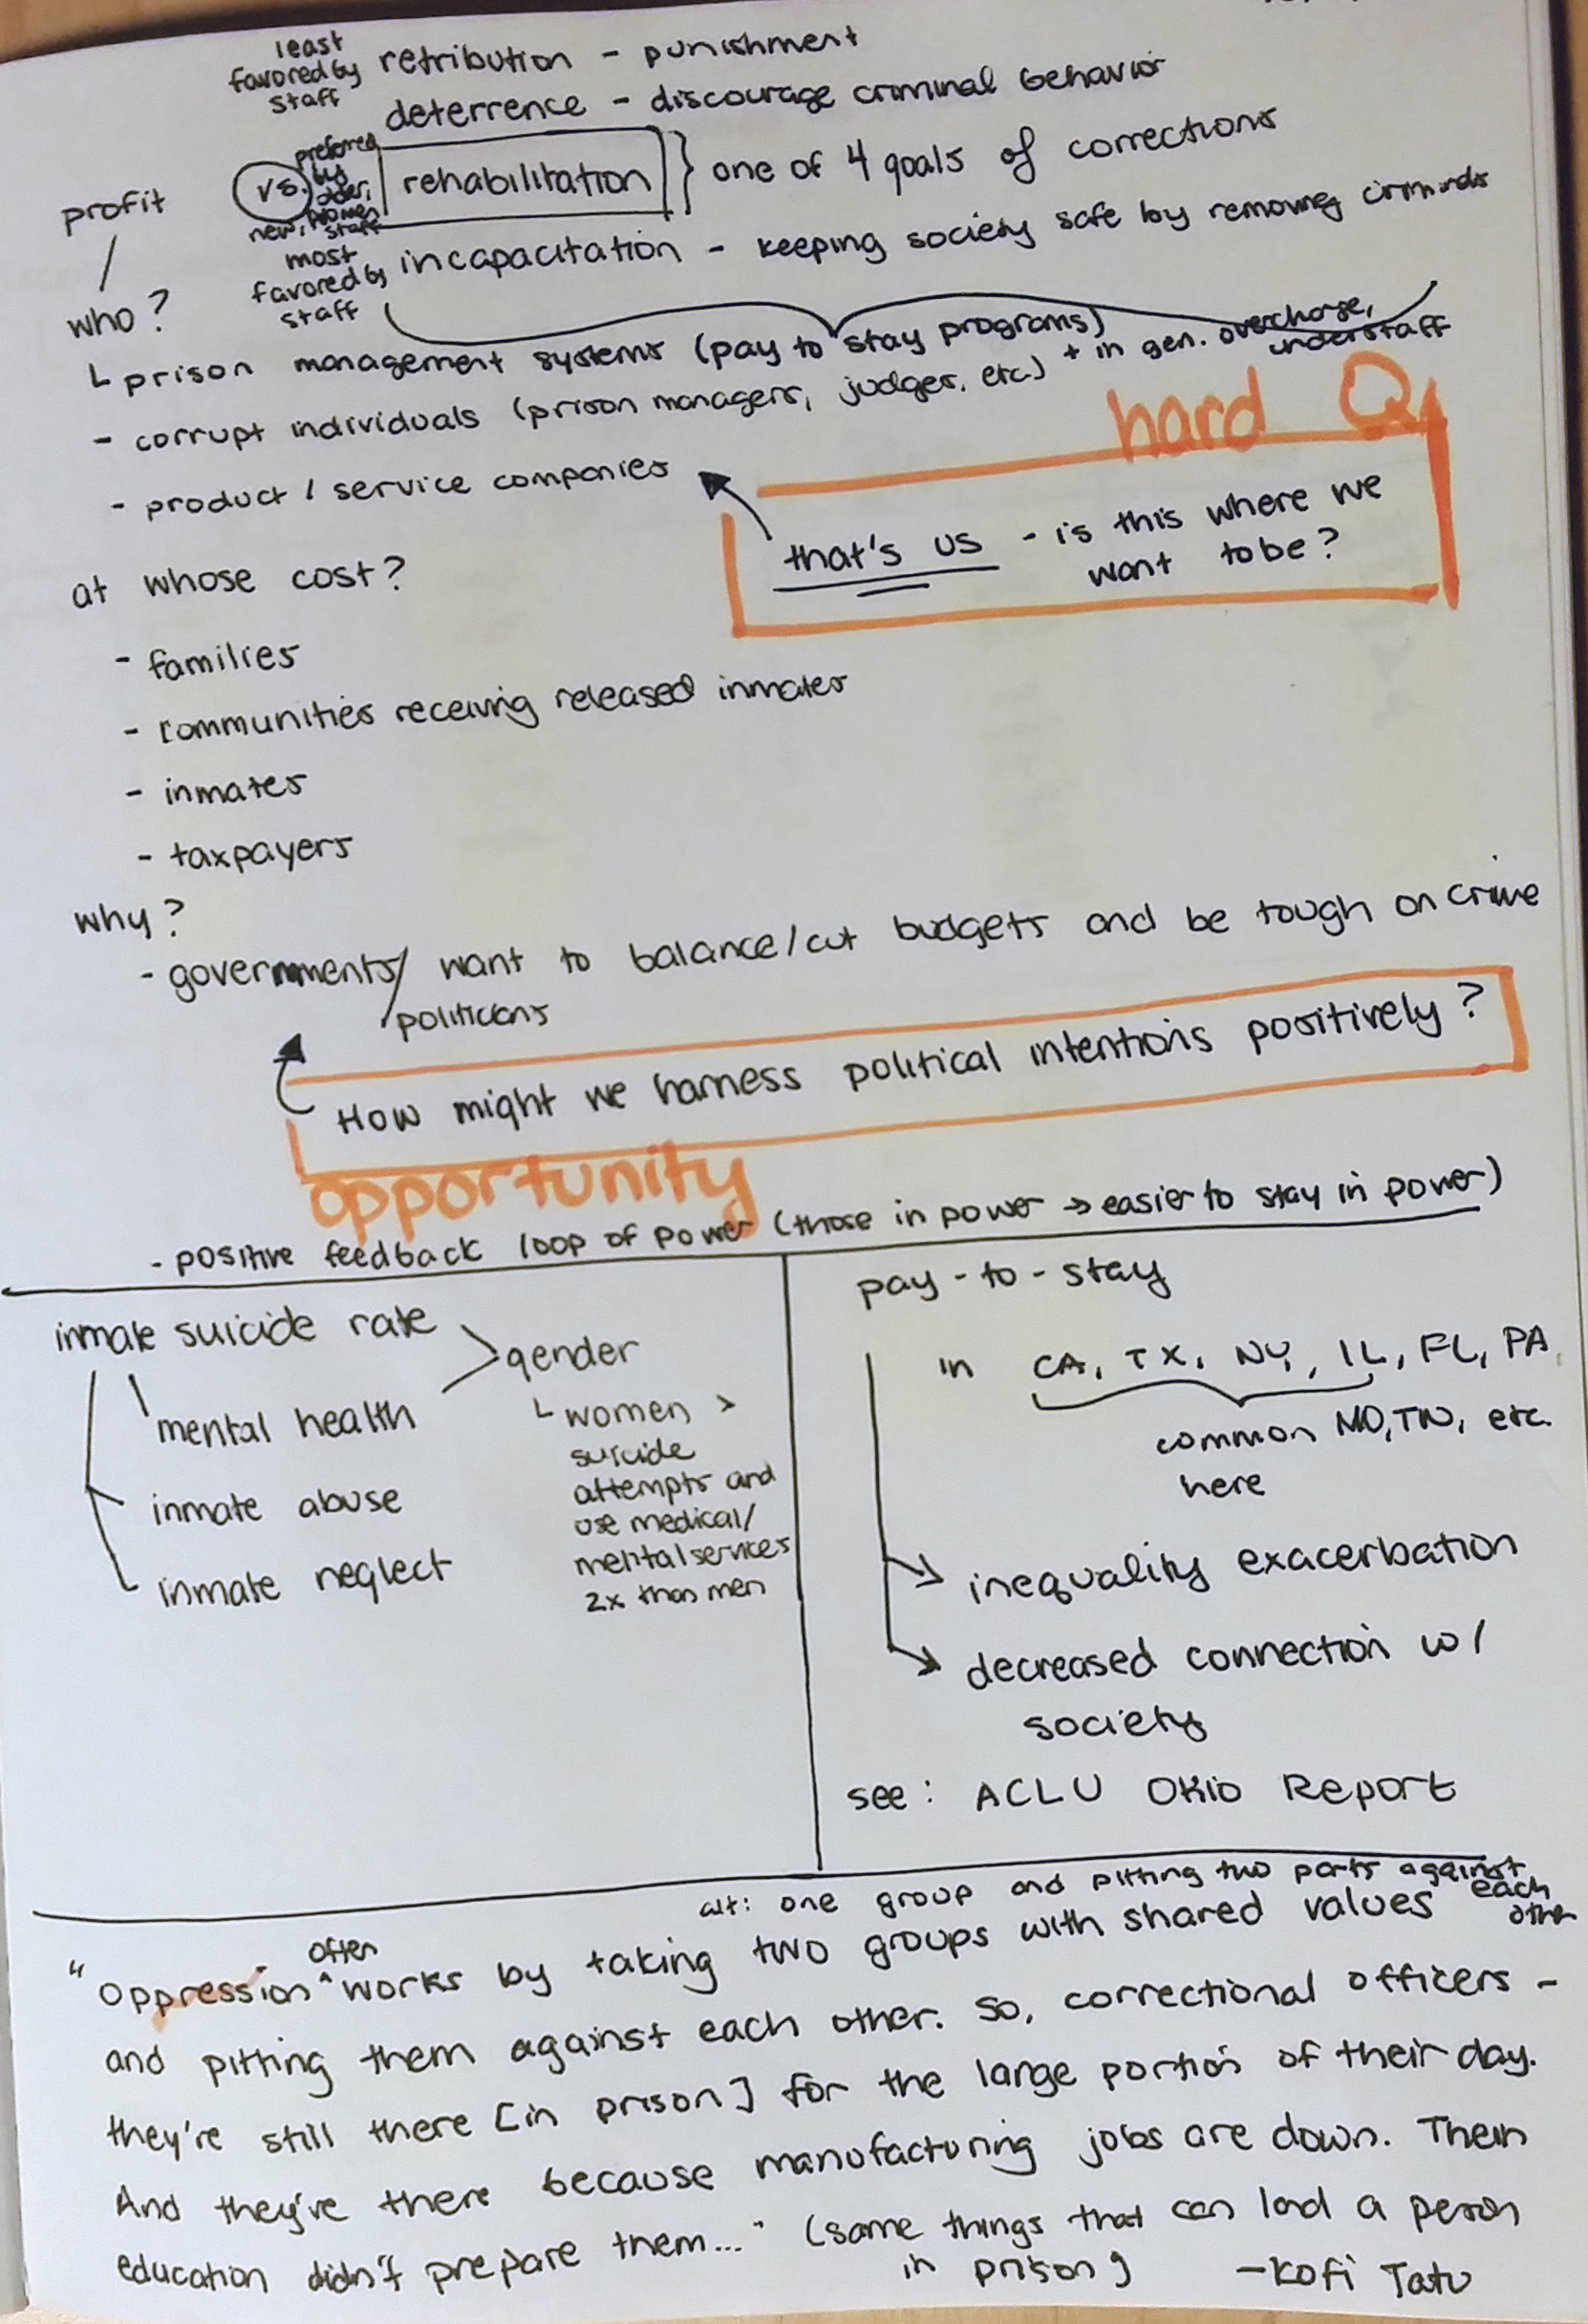 least
favored by
staff
retribution - punishment
deterrence - discourage criminal behavior
preferred
by
older,
women
new, staff
profit
vs.
rehabilitation } one of 4 goals of corrections
most
favored by
staff
incapacitation - keeping society safe by removing criminals
who?
prison management systems (pay to stay programs)
+ in gen. overcharge,
understaff
- corrupt individuals (prison managers, judges, etc.)
- product / service companies
hard Q
that's us - is this where we
want to be?
at whose cost?
- families
- communities receiving released inmates
- inmates
- taxpayers
why?
- governments/ want to balance/cut budgets and be tough on crime
politicians
How might we harness political intentions positively?
opportunity
- positive feedback loop of power (those in power → easier to stay in power)
inmate suicide rate
mental health
inmate abuse
inmate neglect
gender
women >
suicide
attempts and
use medical/
mental services
2x than men
pay-to-stay
in CA, TX, NY, IL, FL, PA,
common MO, TN, etc.
here
→ inequality exacerbation
→ decreased connection w/
society
see: ACLU Ohio Report
alt: one group and pitting two parts against
each
other
often
"Oppression ^ works by taking two groups with shared values
and pitting them against each other. So, correctional officers -
they're still there [in prison] for the large portion of their day.
And they're there because manufacturing jobs are down. Their
education didn't prepare them..." (same things that can land a person
in prison)
- Kofi Tatu